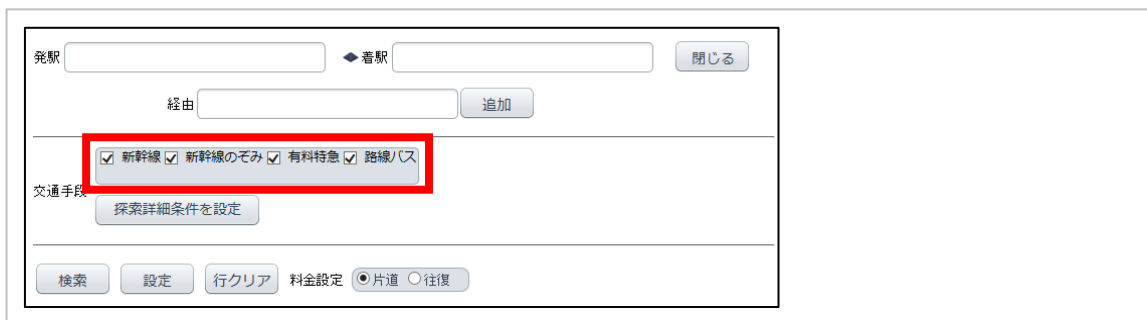 発駅 ◆着駅 閉じる
経由 追加
新幹線 新幹線のぞみ 有料特急 路線バス
交通手段
探索詳細条件を設定
検索 設定 行クリア 料金設定 片道 往復